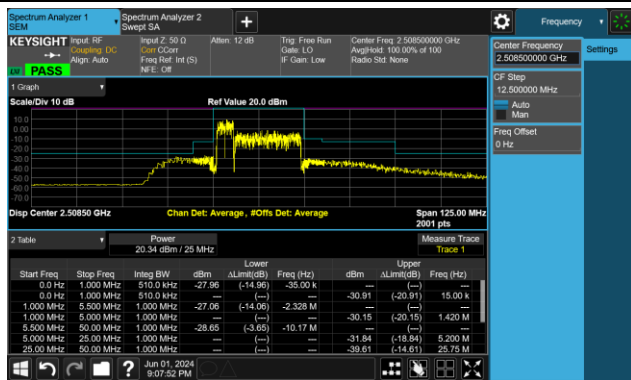 Spectrum Analyzer 1
SEM
Spectrum Analyzer 2
Swept SA
+
Frequency
KEYSIGHT
Input: RF
Coupling: DC
Align: Auto
Input Z: 50 Ω
Corr CCorr
Freq Ref: Int (S)
NFE: Off
Atten: 12 dB
Trig: Free Run
Gate: LO
IF Gain: Low
Center Freq: 2.508500000 GHz
Avg|Hold: 100.00% of 100
Radio Std: None
PASS
Center Frequency
2.508500000 GHz
Settings
CF Step
12.500000 MHz
Auto
Man
Freq Offset
0 Hz
1 Graph
Scale/Div 10 dB
Ref Value 20.0 dBm
10.0
0.00
-10.0
-20.0
-30.0
-40.0
-50.0
-60.0
-70.0
Disp Center 2.50850 GHz
Chan Det: Average, #Offs Det: Average
Span 125.00 MHz
2001 pts
2 Table
Power
20.34 dBm / 25 MHz
Measure Trace
Trace 1
Lower Upper
Start Freq Stop Freq Integ BW dBm ΔLimit(dB) Freq (Hz) dBm ΔLimit(dB) Freq (Hz)
0.0 Hz 1.000 MHz 510.0 kHz -27.96 (-14.96) -35.00 k --- (---) ---
0.0 Hz 1.000 MHz 510.0 kHz --- (---) --- -30.91 (-20.91) 15.00 k
1.000 MHz 5.500 MHz 1.000 MHz -27.06 (-14.06) -2.328 M --- (---) ---
1.000 MHz 5.000 MHz 1.000 MHz --- (---) --- -30.15 (-20.15) 1.420 M
5.500 MHz 50.00 MHz 1.000 MHz -28.65 (-3.65) -10.17 M --- (---) ---
5.000 MHz 25.00 MHz 1.000 MHz --- (---) --- -31.84 (-18.84) 5.200 M
25.00 MHz 50.00 MHz 1.000 MHz --- (---) --- -39.61 (-14.61) 25.75 M
?
Jun 01, 2024
9:07:52 PM